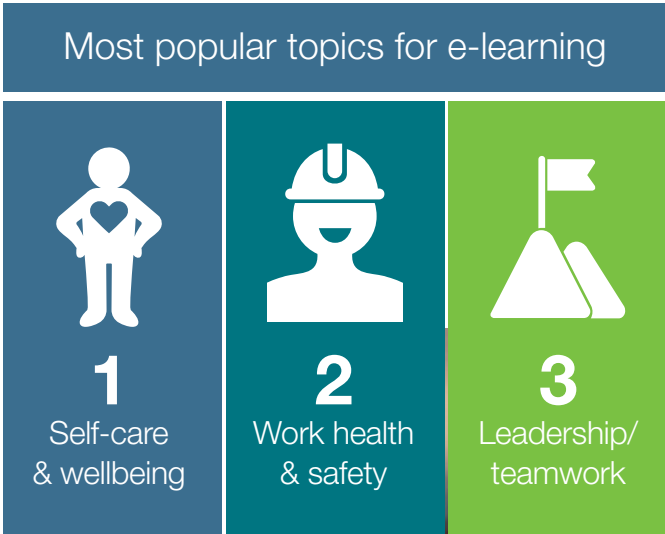 Most popular topics for e-learning
1
Self-care
& wellbeing
2
Work health
& safety
3
Leadership/
teamwork